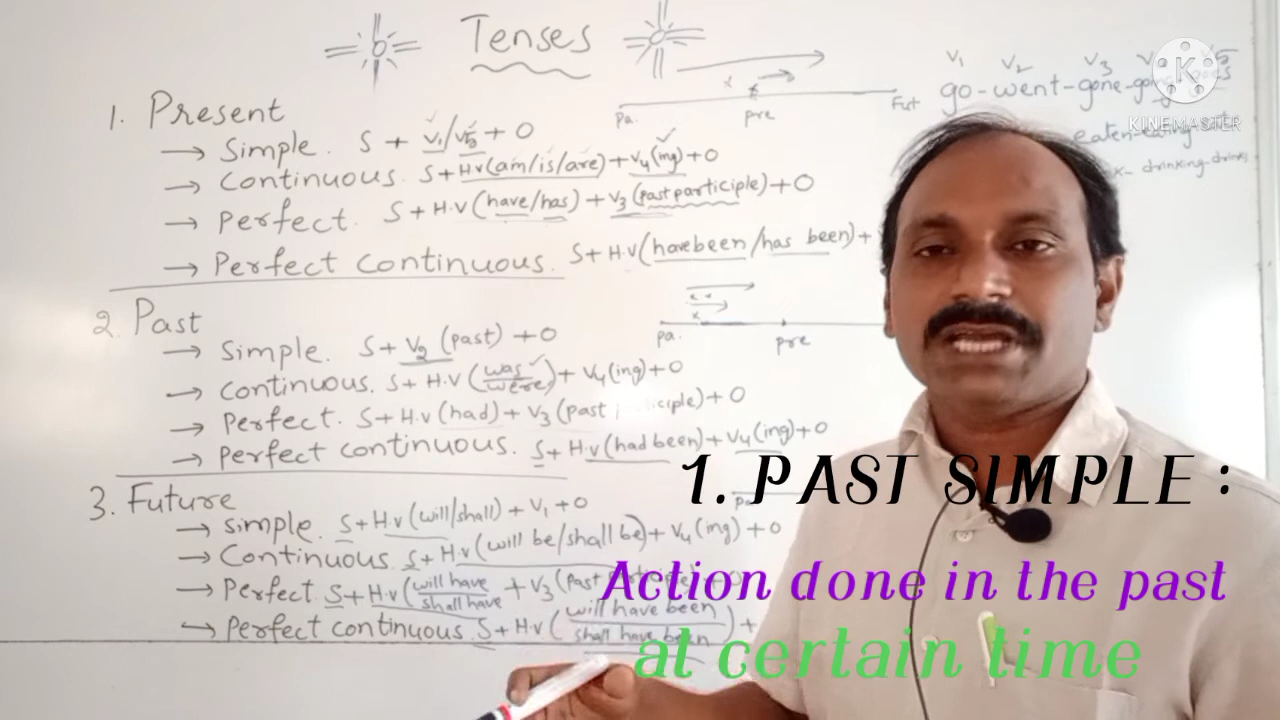 Tenses
1. Present
→ Simple. S + V1/V5 + O
→ Continuous. S+H.V(am/is/are)+V4(ing)+O
→ Perfect. S+H.V(have/has)+V3(past participle)+O
→ Perfect continuous. S+H.V(have been/has been)+
Pa. pre Fut
V1 V2 V3
go-went-gone-going-goes
eaten-eating
drinking-drinks
KINEMASTER
2. Past
→ Simple. S+V2 (past)+O
→ Continuous. S+H.V(was/were)+V4(ing)+O
→ Perfect. S+H.V(had)+V3(past participle)+O
→ Perfect continuous. S+H.V(had been)+V4(ing)+O
Pa. pre
3. Future
→ simple. S+H.V(will/shall)+V1+O
→ Continuous. S+H.V(will be/shall be)+V4(ing)+O
→ Perfect. S+H.V(will have/shall have)+V3(past participle)+O
→ Perfect continuous. S+H.V(will have been/shall have been)+
1. PAST SIMPLE :
Action done in the past
at certain time